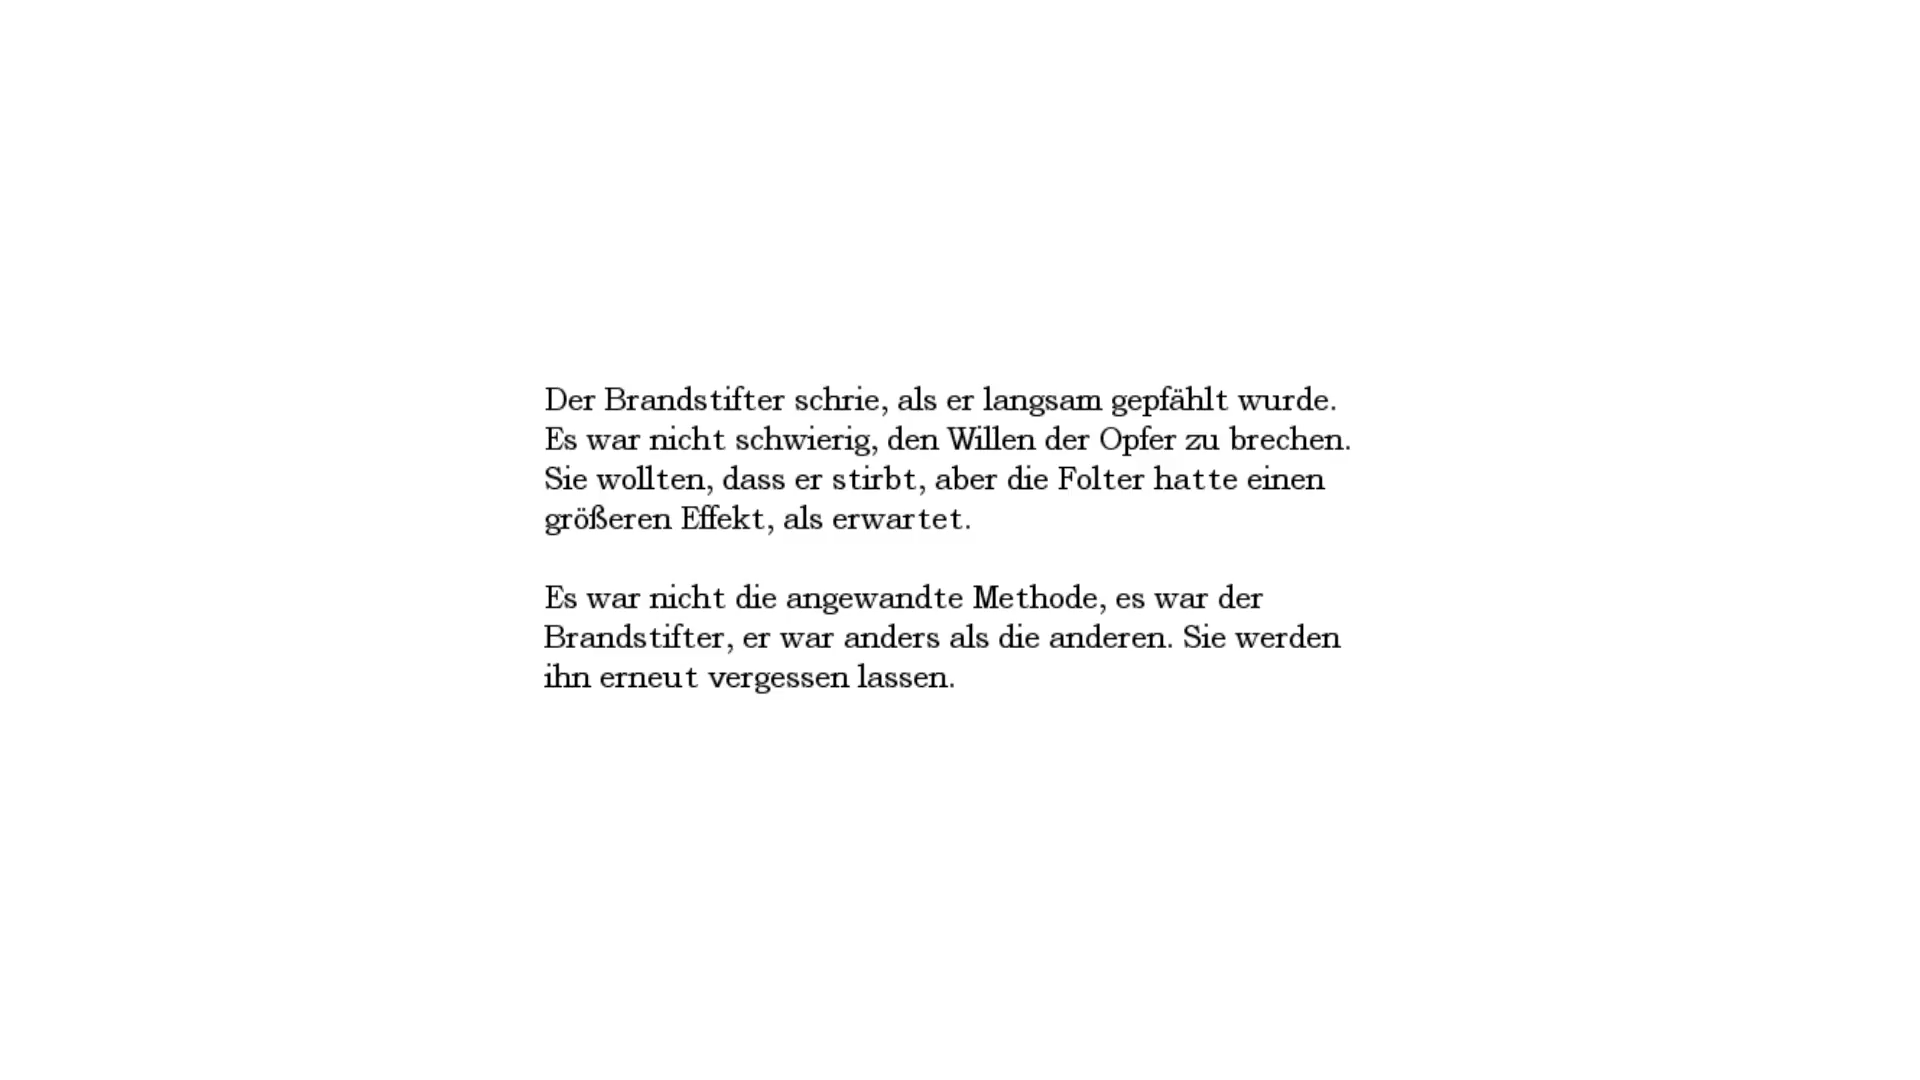 Der Brandstifter schrie, als er langsam gepfählt wurde.
Es war nicht schwierig, den Willen der Opfer zu brechen.
Sie wollten, dass er stirbt, aber die Folter hatte einen
größeren Effekt, als erwartet.
Es war nicht die angewandte Methode, es war der
Brandstifter, er war anders als die anderen. Sie werden
ihn erneut vergessen lassen.